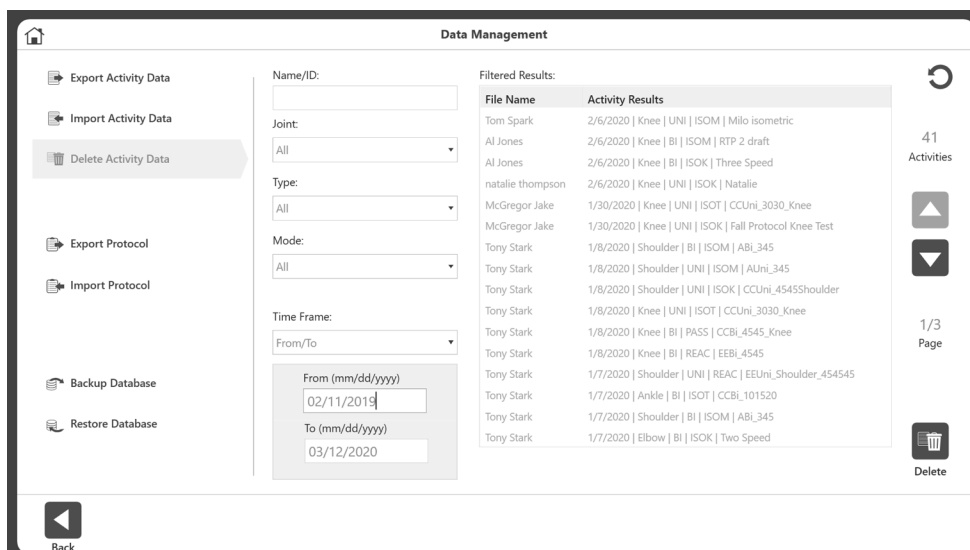 Data Management
Export Activity Data
Import Activity Data
Delete Activity Data
Export Protocol
Import Protocol
Backup Database
Restore Database
Name/ID:
Joint:
All
Type:
All
Mode:
All
Time Frame:
From/To
From (mm/dd/yyyy)
02/11/2019
To (mm/dd/yyyy)
03/12/2020
Filtered Results:
File Name Activity Results
Tom Spark 2/6/2020 | Knee | UNI | ISOM | Milo isometric
Al Jones 2/6/2020 | Knee | BI | ISOM | RTP 2 draft
Al Jones 2/6/2020 | Knee | BI | ISOK | Three Speed
natalie thompson 2/6/2020 | Knee | UNI | ISOK | Natalie
McGregor Jake 1/30/2020 | Knee | UNI | ISOT | CCUni_3030_Knee
McGregor Jake 1/30/2020 | Knee | UNI | ISOK | Fall Protocol Knee Test
Tony Stark 1/8/2020 | Shoulder | BI | ISOM | ABi_345
Tony Stark 1/8/2020 | Shoulder | UNI | ISOM | AUni_345
Tony Stark 1/8/2020 | Shoulder | UNI | ISOK | CCUni_4545Shoulder
Tony Stark 1/8/2020 | Knee | UNI | ISOT | CCUni_3030_Knee
Tony Stark 1/8/2020 | Knee | BI | PASS | CCBi_4545_Knee
Tony Stark 1/8/2020 | Knee | BI | REAC | EEBi_4545
Tony Stark 1/7/2020 | Shoulder | UNI | REAC | EEUni_Shoulder_454545
Tony Stark 1/7/2020 | Ankle | BI | ISOT | CCBi_101520
Tony Stark 1/7/2020 | Shoulder | BI | ISOM | ABi_345
Tony Stark 1/7/2020 | Elbow | BI | ISOK | Two Speed
41
Activities
1/3
Page
Delete
Back